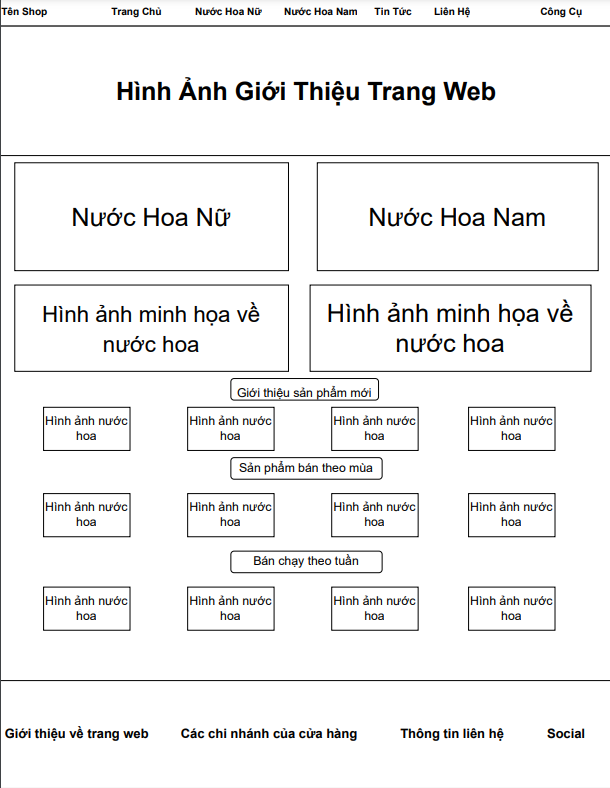 Tên Shop Trang Chủ Nước Hoa Nữ Nước Hoa Nam Tin Tức Liên Hệ Công Cụ
Hình Ảnh Giới Thiệu Trang Web
Nước Hoa Nữ Nước Hoa Nam
Hình ảnh minh họa về
nước hoa
Hình ảnh minh họa về
nước hoa
Giới thiệu sản phẩm mới
Hình ảnh nước
hoa
Hình ảnh nước
hoa
Hình ảnh nước
hoa
Hình ảnh nước
hoa
Sản phẩm bán theo mùa
Hình ảnh nước
hoa
Hình ảnh nước
hoa
Hình ảnh nước
hoa
Hình ảnh nước
hoa
Bán chạy theo tuần
Hình ảnh nước
hoa
Hình ảnh nước
hoa
Hình ảnh nước
hoa
Hình ảnh nước
hoa
Giới thiệu về trang web Các chi nhánh của cửa hàng Thông tin liên hệ Social